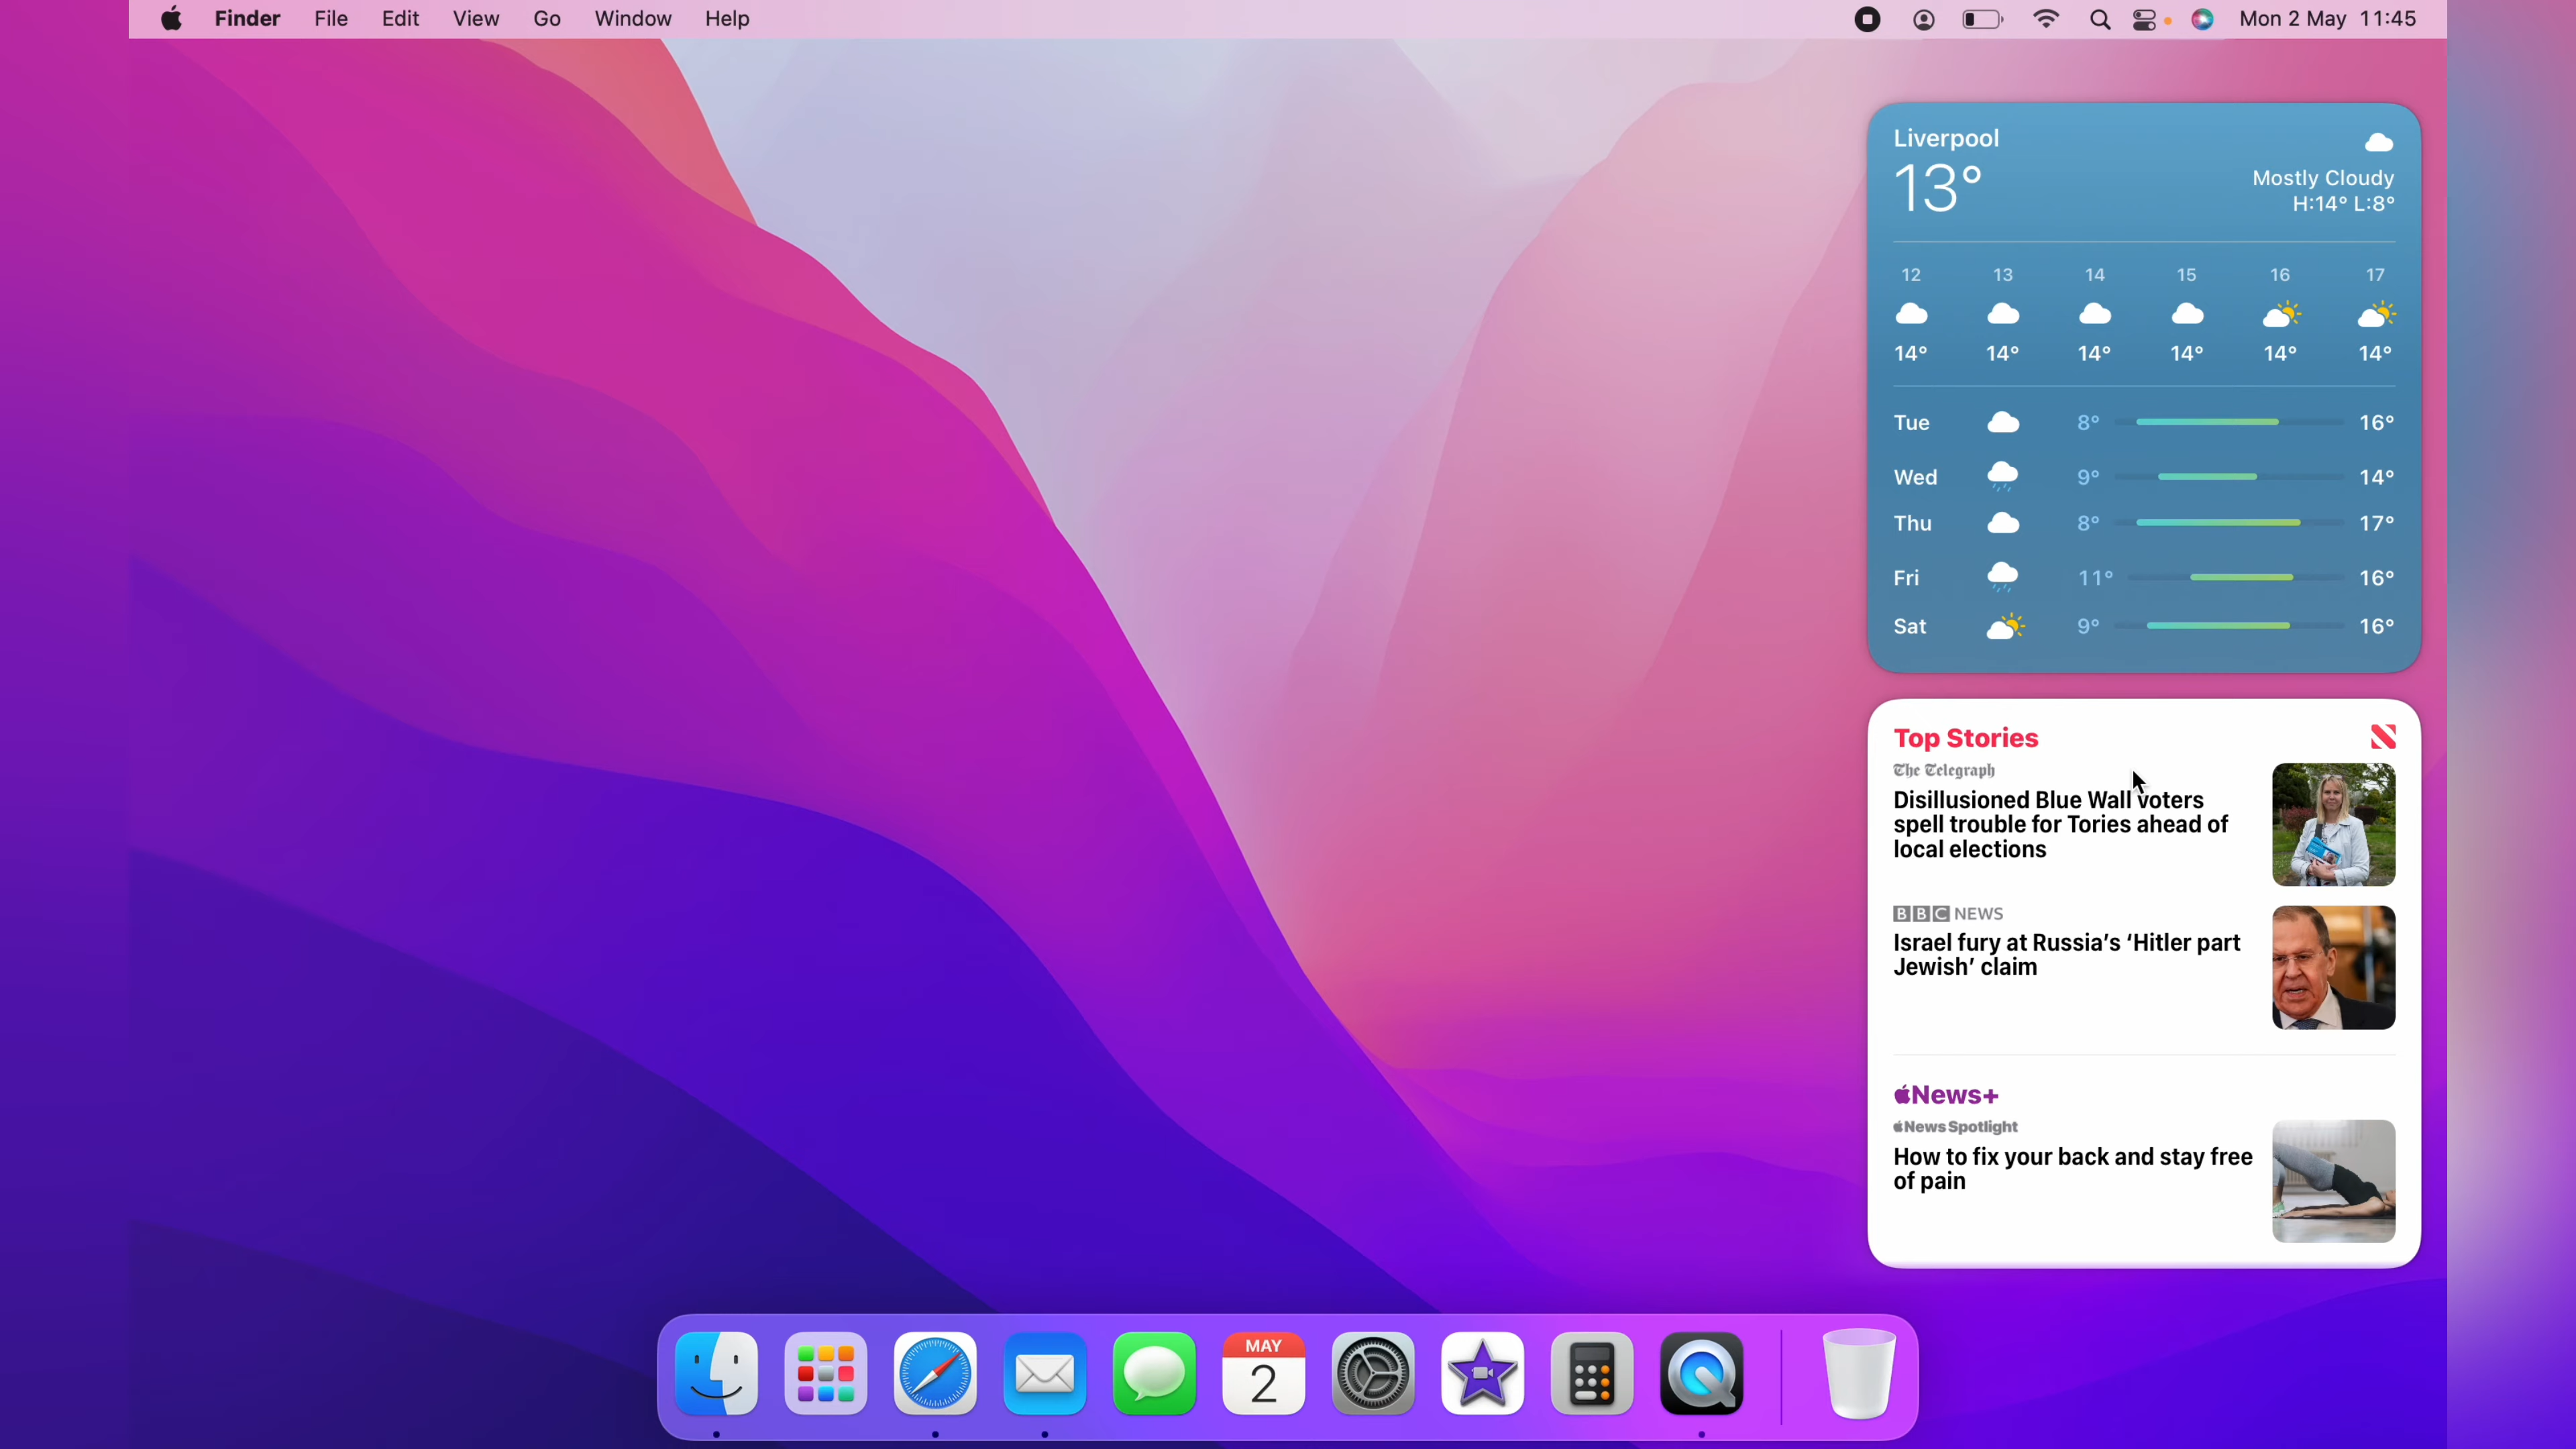 Finder File Edit View Go Window Help Mon 2 May 11:45
Liverpool
13°
Mostly Cloudy
H:14° L:8°
12 13 14 15 16 17
14° 14° 14° 14° 14° 14°
Tue 8° 16°
Wed 9° 14°
Thu 8° 17°
Fri 11° 16°
Sat 9° 16°
Top Stories
The Telegraph
Disillusioned Blue Wall voters
spell trouble for Tories ahead of
local elections
BBC NEWS
Israel fury at Russia's ‘Hitler part
Jewish’ claim
News+
News Spotlight
How to fix your back and stay free
of pain
MAY
2